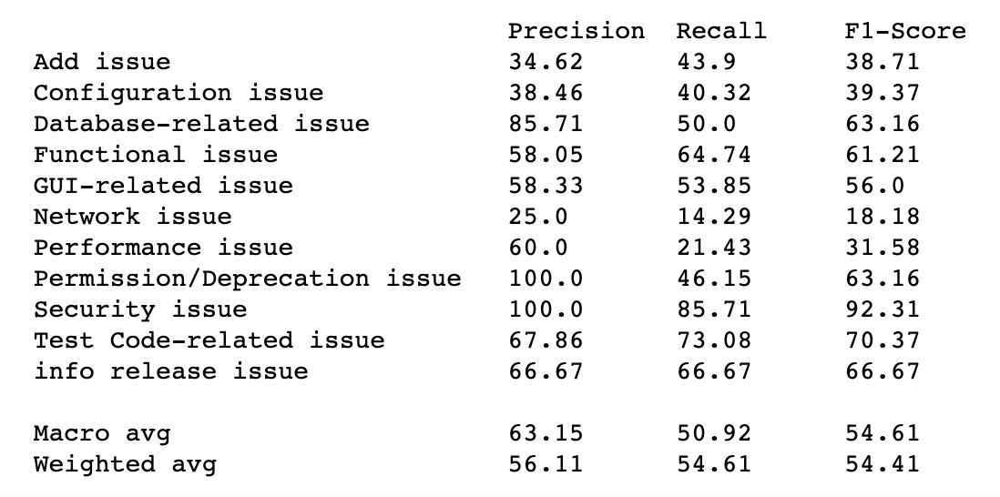 Precision Recall F1-Score
Add issue 34.62 43.9 38.71
Configuration issue 38.46 40.32 39.37
Database-related issue 85.71 50.0 63.16
Functional issue 58.05 64.74 61.21
GUI-related issue 58.33 53.85 56.0
Network issue 25.0 14.29 18.18
Performance issue 60.0 21.43 31.58
Permission/Deprecation issue 100.0 46.15 63.16
Security issue 100.0 85.71 92.31
Test Code-related issue 67.86 73.08 70.37
info release issue 66.67 66.67 66.67
Macro avg 63.15 50.92 54.61
Weighted avg 56.11 54.61 54.41